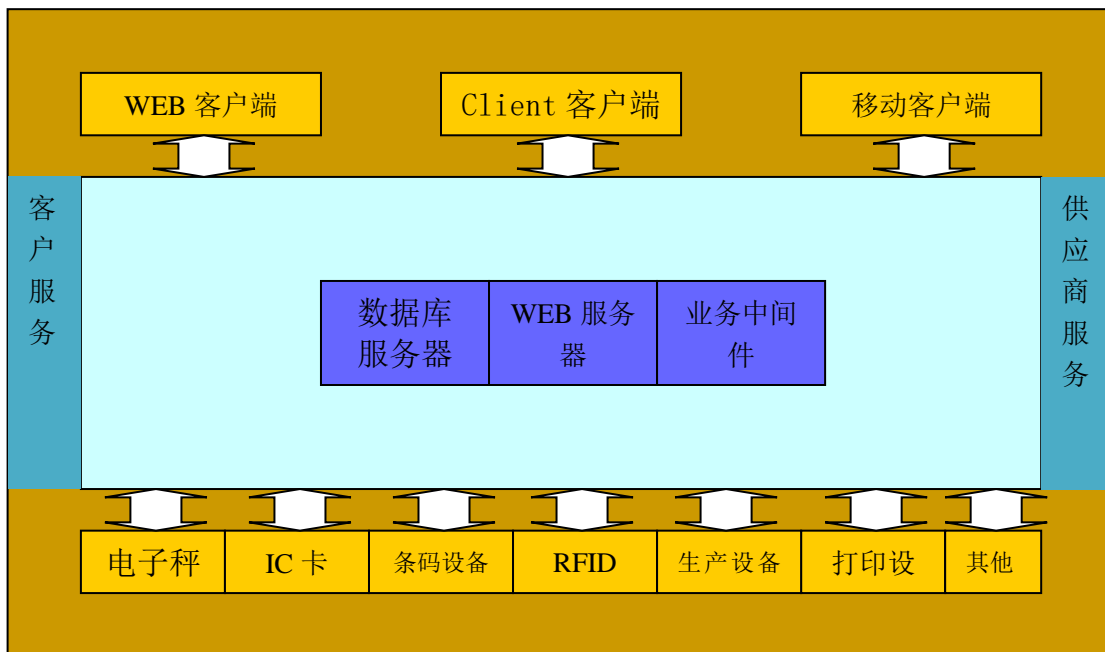 WEB 客户端
Client 客户端
移动客户端
客
户
服
务
供
应
商
服
务
数据库
服务器
WEB 服务
器
业务中间
件
电子秤
IC 卡
条码设备
RFID
生产设备
打印设
其他